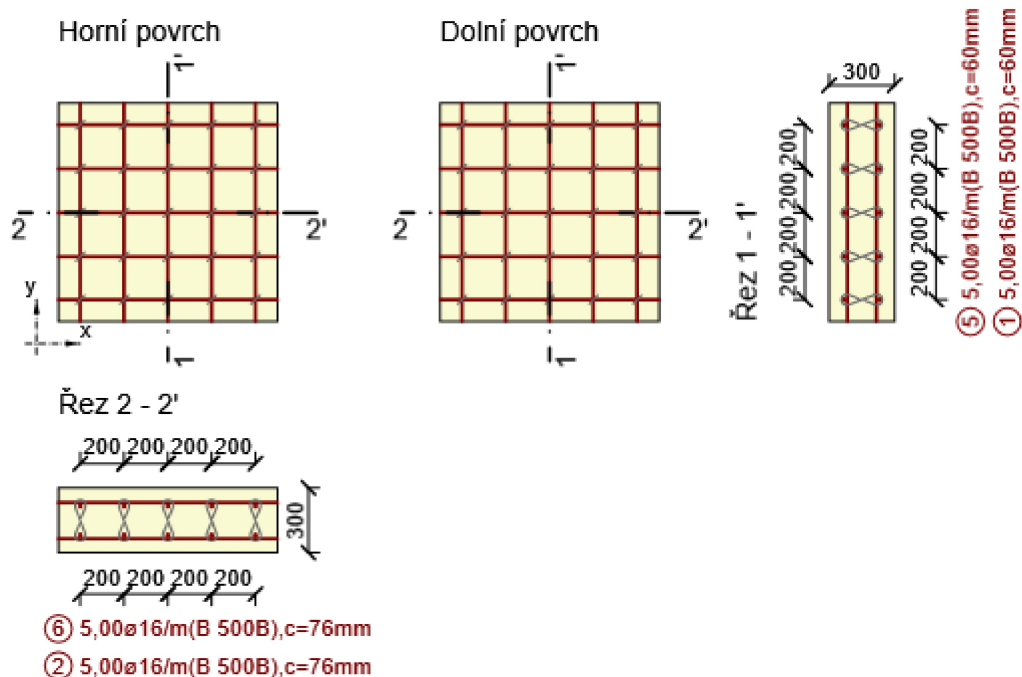 Horní povrch
Dolní povrch
1'
1'
2
2'
2
2'
y
x
1
1
300
200 200 200 200
200 200 200 200
Řez 1 - 1'
⑤ 5,00ø16/m(B 500B),c=60mm
① 5,00ø16/m(B 500B),c=60mm
Řez 2 - 2'
200 200 200 200
300
200 200 200 200
⑥ 5,00ø16/m(B 500B),c=76mm
② 5,00ø16/m(B 500B),c=76mm